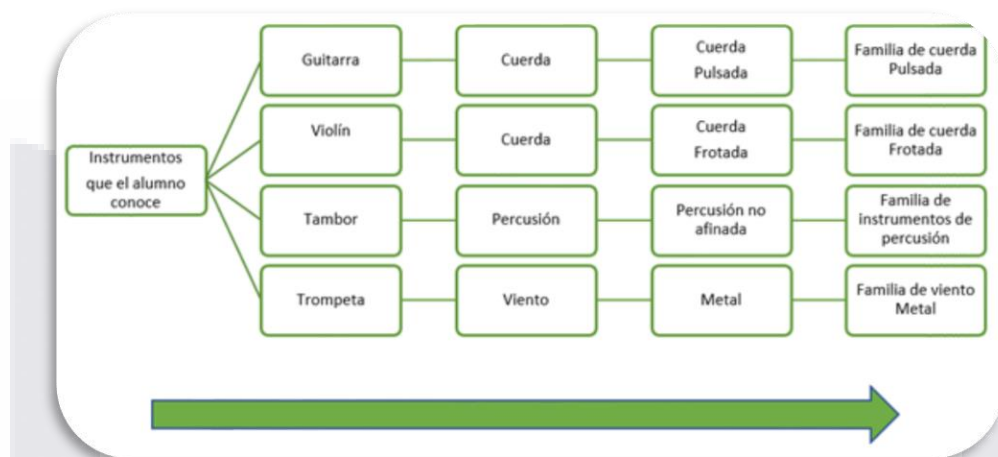 Instrumentos
que el alumno
conoce
Guitarra
Cuerda
Cuerda
Pulsada
Familia de cuerda
Pulsada
Violín
Cuerda
Cuerda
Frotada
Familia de cuerda
Frotada
Tambor
Percusión
Percusión no
afinada
Familia de
instrumentos de
percusión
Trompeta
Viento
Metal
Familia de viento
Metal